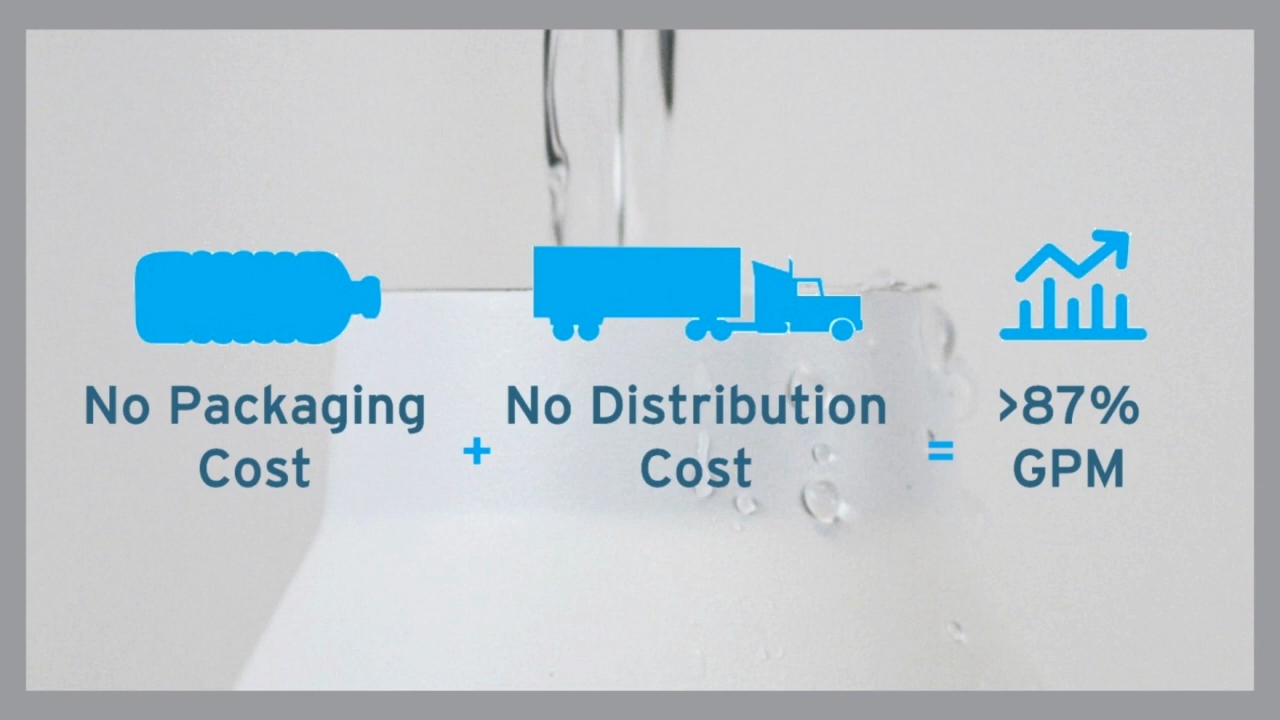 No Packaging
Cost
+
No Distribution
Cost
=
>87%
GPM